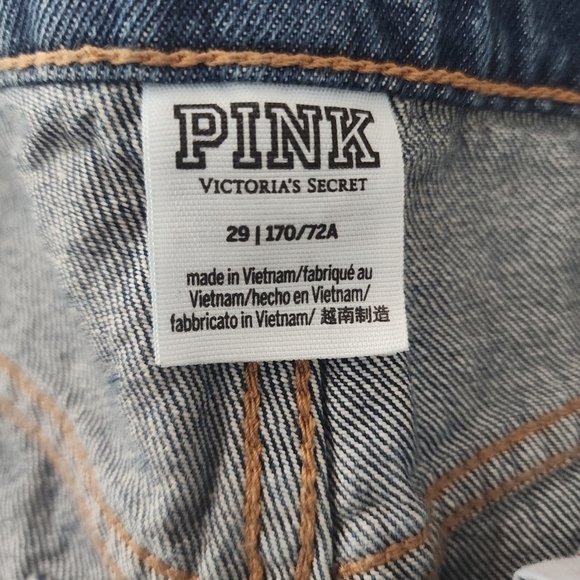 PINK
VICTORIA'S SECRET
29 | 170/72A
made in Vietnam/fabriqué au
Vietnam/hecho en Vietnam/
fabbricato in Vietnam/ 越南制造